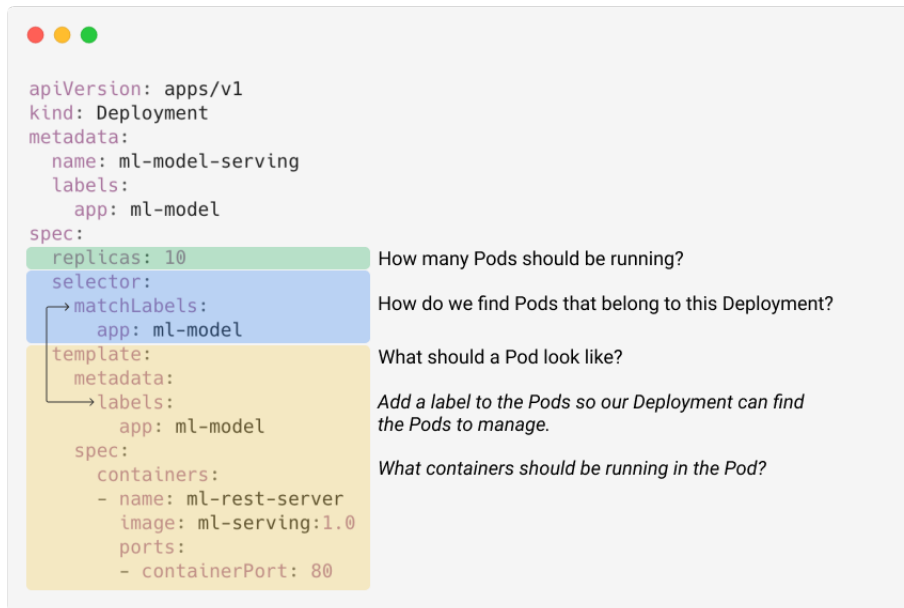 apiVersion: apps/v1
kind: Deployment
metadata:
  name: ml-model-serving
  labels:
    app: ml-model
spec:
  replicas: 10
How many Pods should be running?
  selector:
    matchLabels:
How do we find Pods that belong to this Deployment?
      app: ml-model
  template:
What should a Pod look like?
    metadata:
      labels:
Add a label to the Pods so our Deployment can find
the Pods to manage.
        app: ml-model
    spec:
What containers should be running in the Pod?
      containers:
      - name: ml-rest-server
        image: ml-serving:1.0
        ports:
        - containerPort: 80